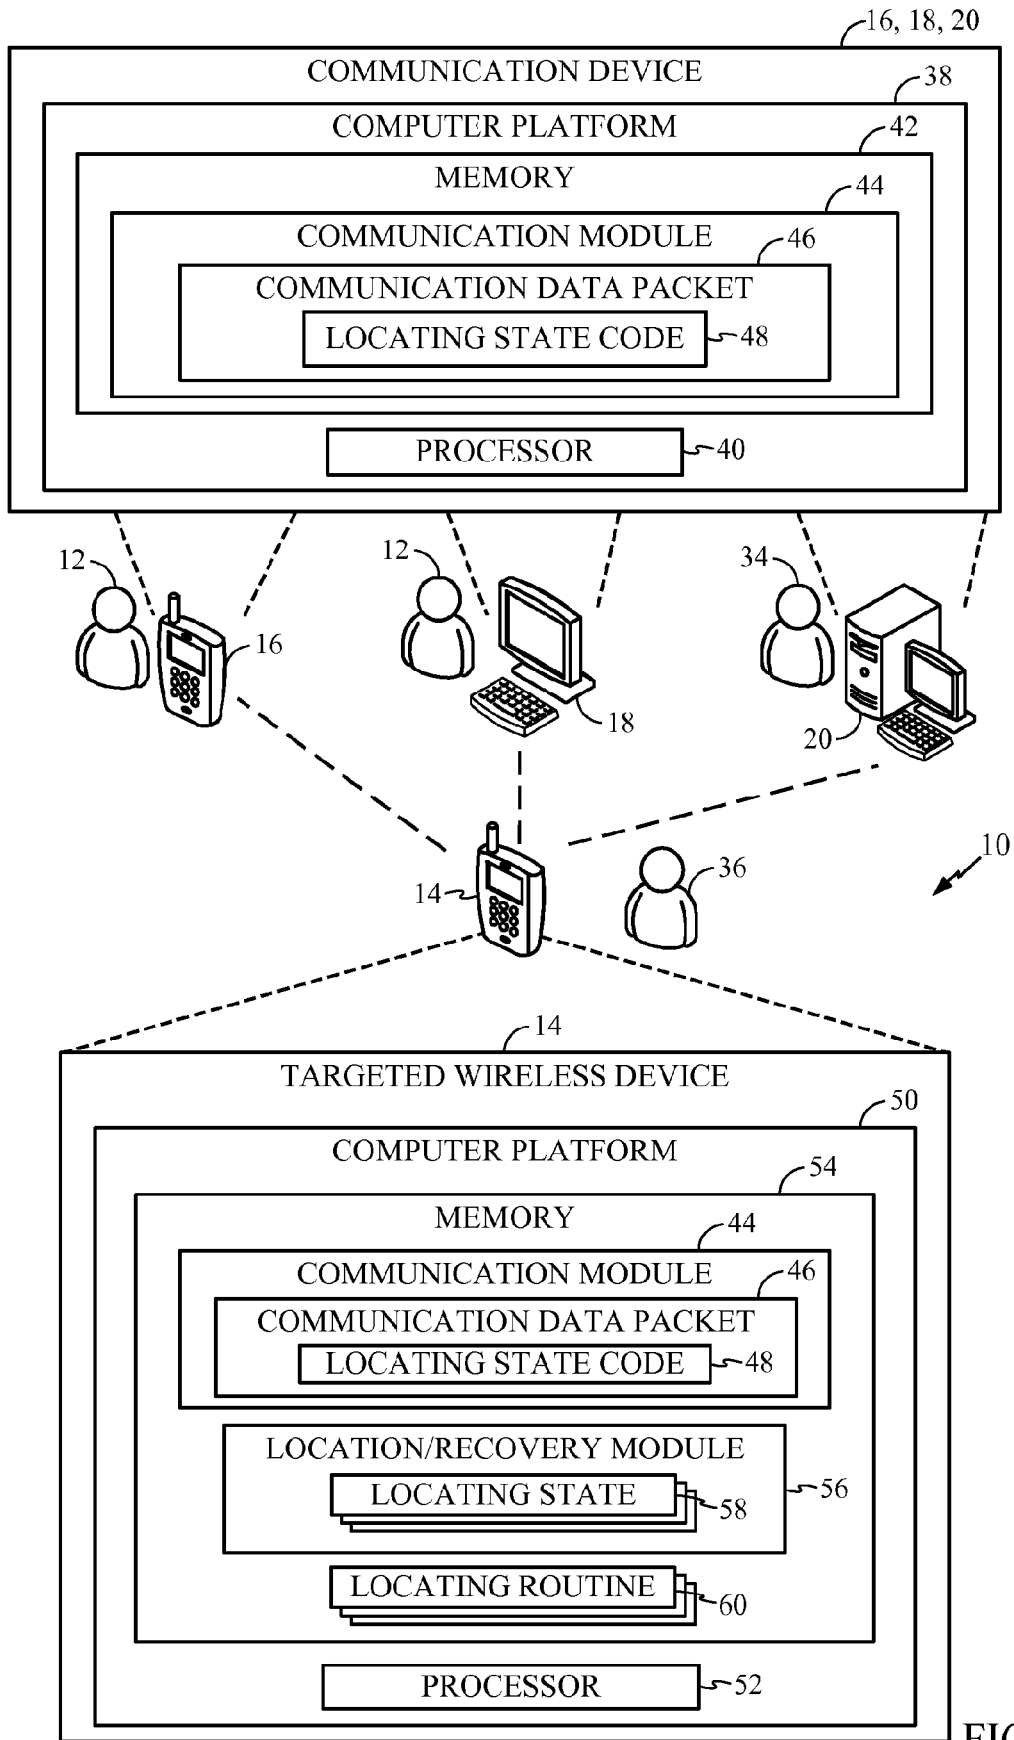 16, 18, 20
COMMUNICATION DEVICE
38
COMPUTER PLATFORM
42
MEMORY
44
COMMUNICATION MODULE
46
COMMUNICATION DATA PACKET
LOCATING STATE CODE
48
PROCESSOR
40
12
16
12
18
34
20
10
14
36
14
TARGETED WIRELESS DEVICE
50
COMPUTER PLATFORM
54
MEMORY
44
COMMUNICATION MODULE
46
COMMUNICATION DATA PACKET
LOCATING STATE CODE
48
LOCATION/RECOVERY MODULE
LOCATING STATE
58
56
LOCATING ROUTINE
60
PROCESSOR
52